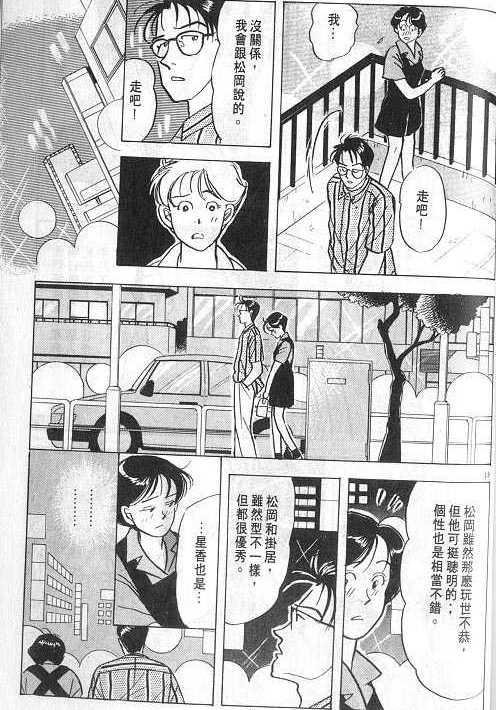 我…
走吧！
沒關係，
我會跟松岡說的。
走吧！
松岡雖然那麼玩世不恭，
但他可挺聰明的；
個性也是相當不錯。
松岡和掛居，
雖然型不一樣，
但都很優秀。
…星香也是…
………
………